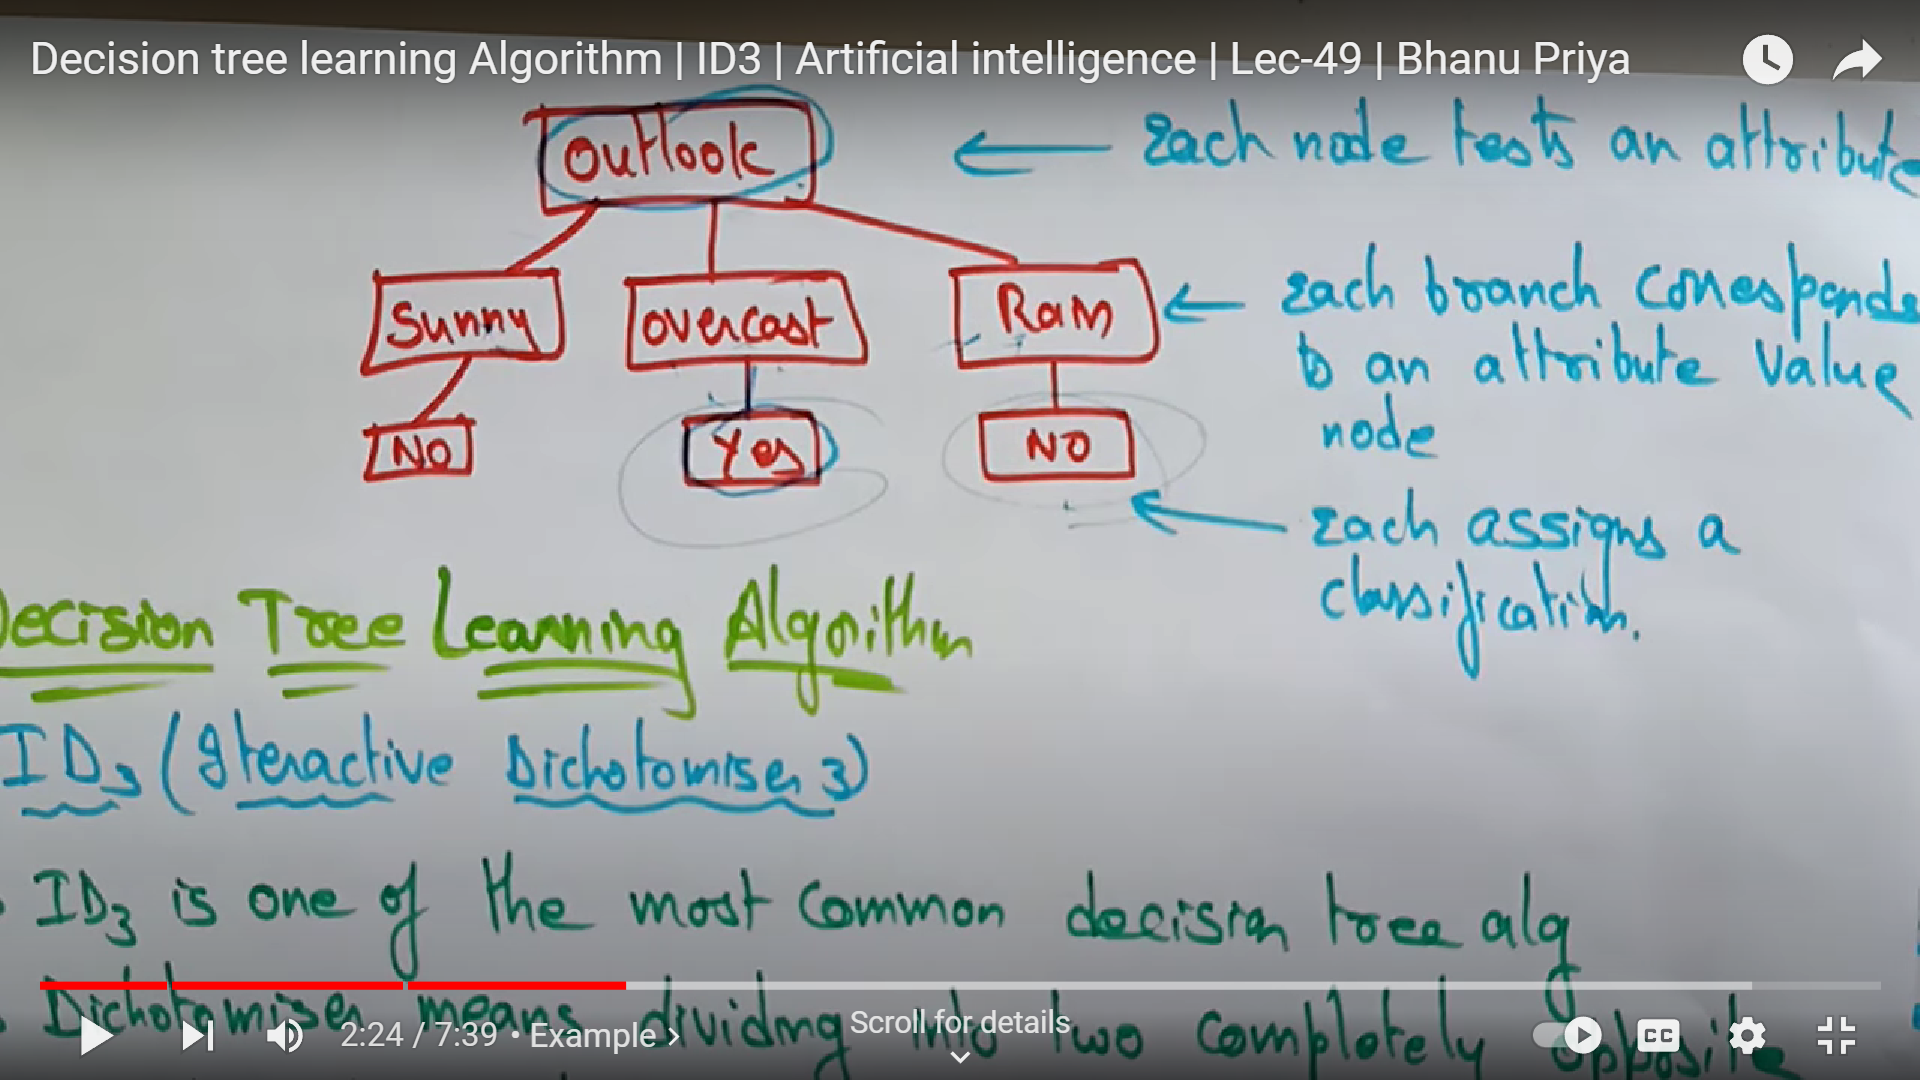 Decision tree learning Algorithm | ID3 | Artificial intelligence | Lec-49 | Bhanu Priya
Outlook
Each node tests an attribute
Sunny
overcast
Rain
Each branch corresponds
to an attribute Value
node
No
Yes
NO
Each assigns a
classification.
Decision Tree Learning Algorithm
ID3 (Iteractive Dichotomiser 3)
ID3 is one of the most common decision tree alg
Dichotomiser means dividing into two completely opposite
2:24 / 7:39 • Example
Scroll for details
CC